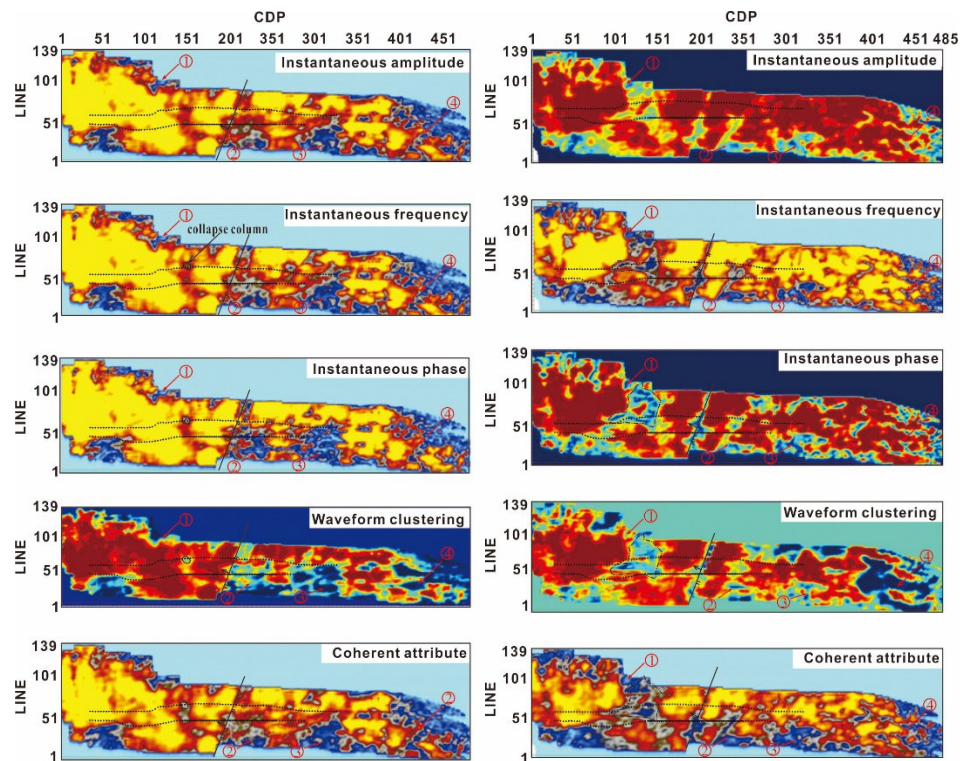 CDP CDP
1 51 101 151 201 251 351 401 451 1 51 101 151 201 301 351 401 451 485
139 Instantaneous amplitude 139 Instantaneous amplitude
LINE 101 ① LINE 101 ①
51 ④ 51 ④
1 ② ③ 1 ② ③
139 Instantaneous frequency 139 Instantaneous frequency
LINE 101 ① collapse column LINE 101 ①
51 ④ 51 ④
1 ② 1 ② ③
139 Instantaneous phase 139 Instantaneous phase
LINE 101 ① LINE 101 ①
51 ④ 51 ④
1 ② ③ 1 ② ③
139 Waveform clustering 139 Waveform clustering
LINE 101 ① LINE 101 ①
51 ④ 51 ④
1 ② ③ 1 ② ③
139 Coherent attribute 139 Coherent attribute
LINE 101 ① LINE 101 ①
51 ② 51 ④
1 ② ③ 1 ② ③